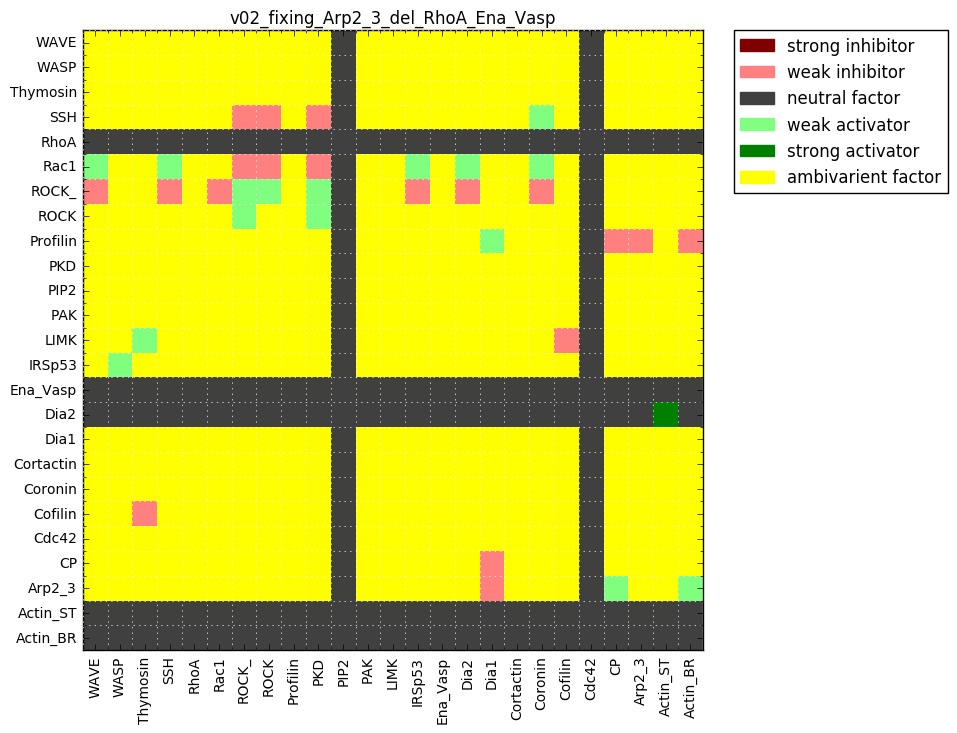 v02_fixing_Arp2_3_del_RhoA_Ena_Vasp
strong inhibitor
weak inhibitor
neutral factor
weak activator
strong activator
ambivarient factor
WAVE
WASP
Thymosin
SSH
RhoA
Rac1
ROCK_
ROCK
Profilin
PKD
PIP2
PAK
LIMK
IRSp53
Ena_Vasp
Dia2
Dia1
Cortactin
Coronin
Cofilin
Cdc42
CP
Arp2_3
Actin_ST
Actin_BR
WAVE
WASP
Thymosin
SSH
RhoA
Rac1
ROCK_
ROCK
Profilin
PKD
PIP2
PAK
LIMK
IRSp53
Ena_Vasp
Dia2
Dia1
Cortactin
Coronin
Cofilin
Cdc42
CP
Arp2_3
Actin_ST
Actin_BR